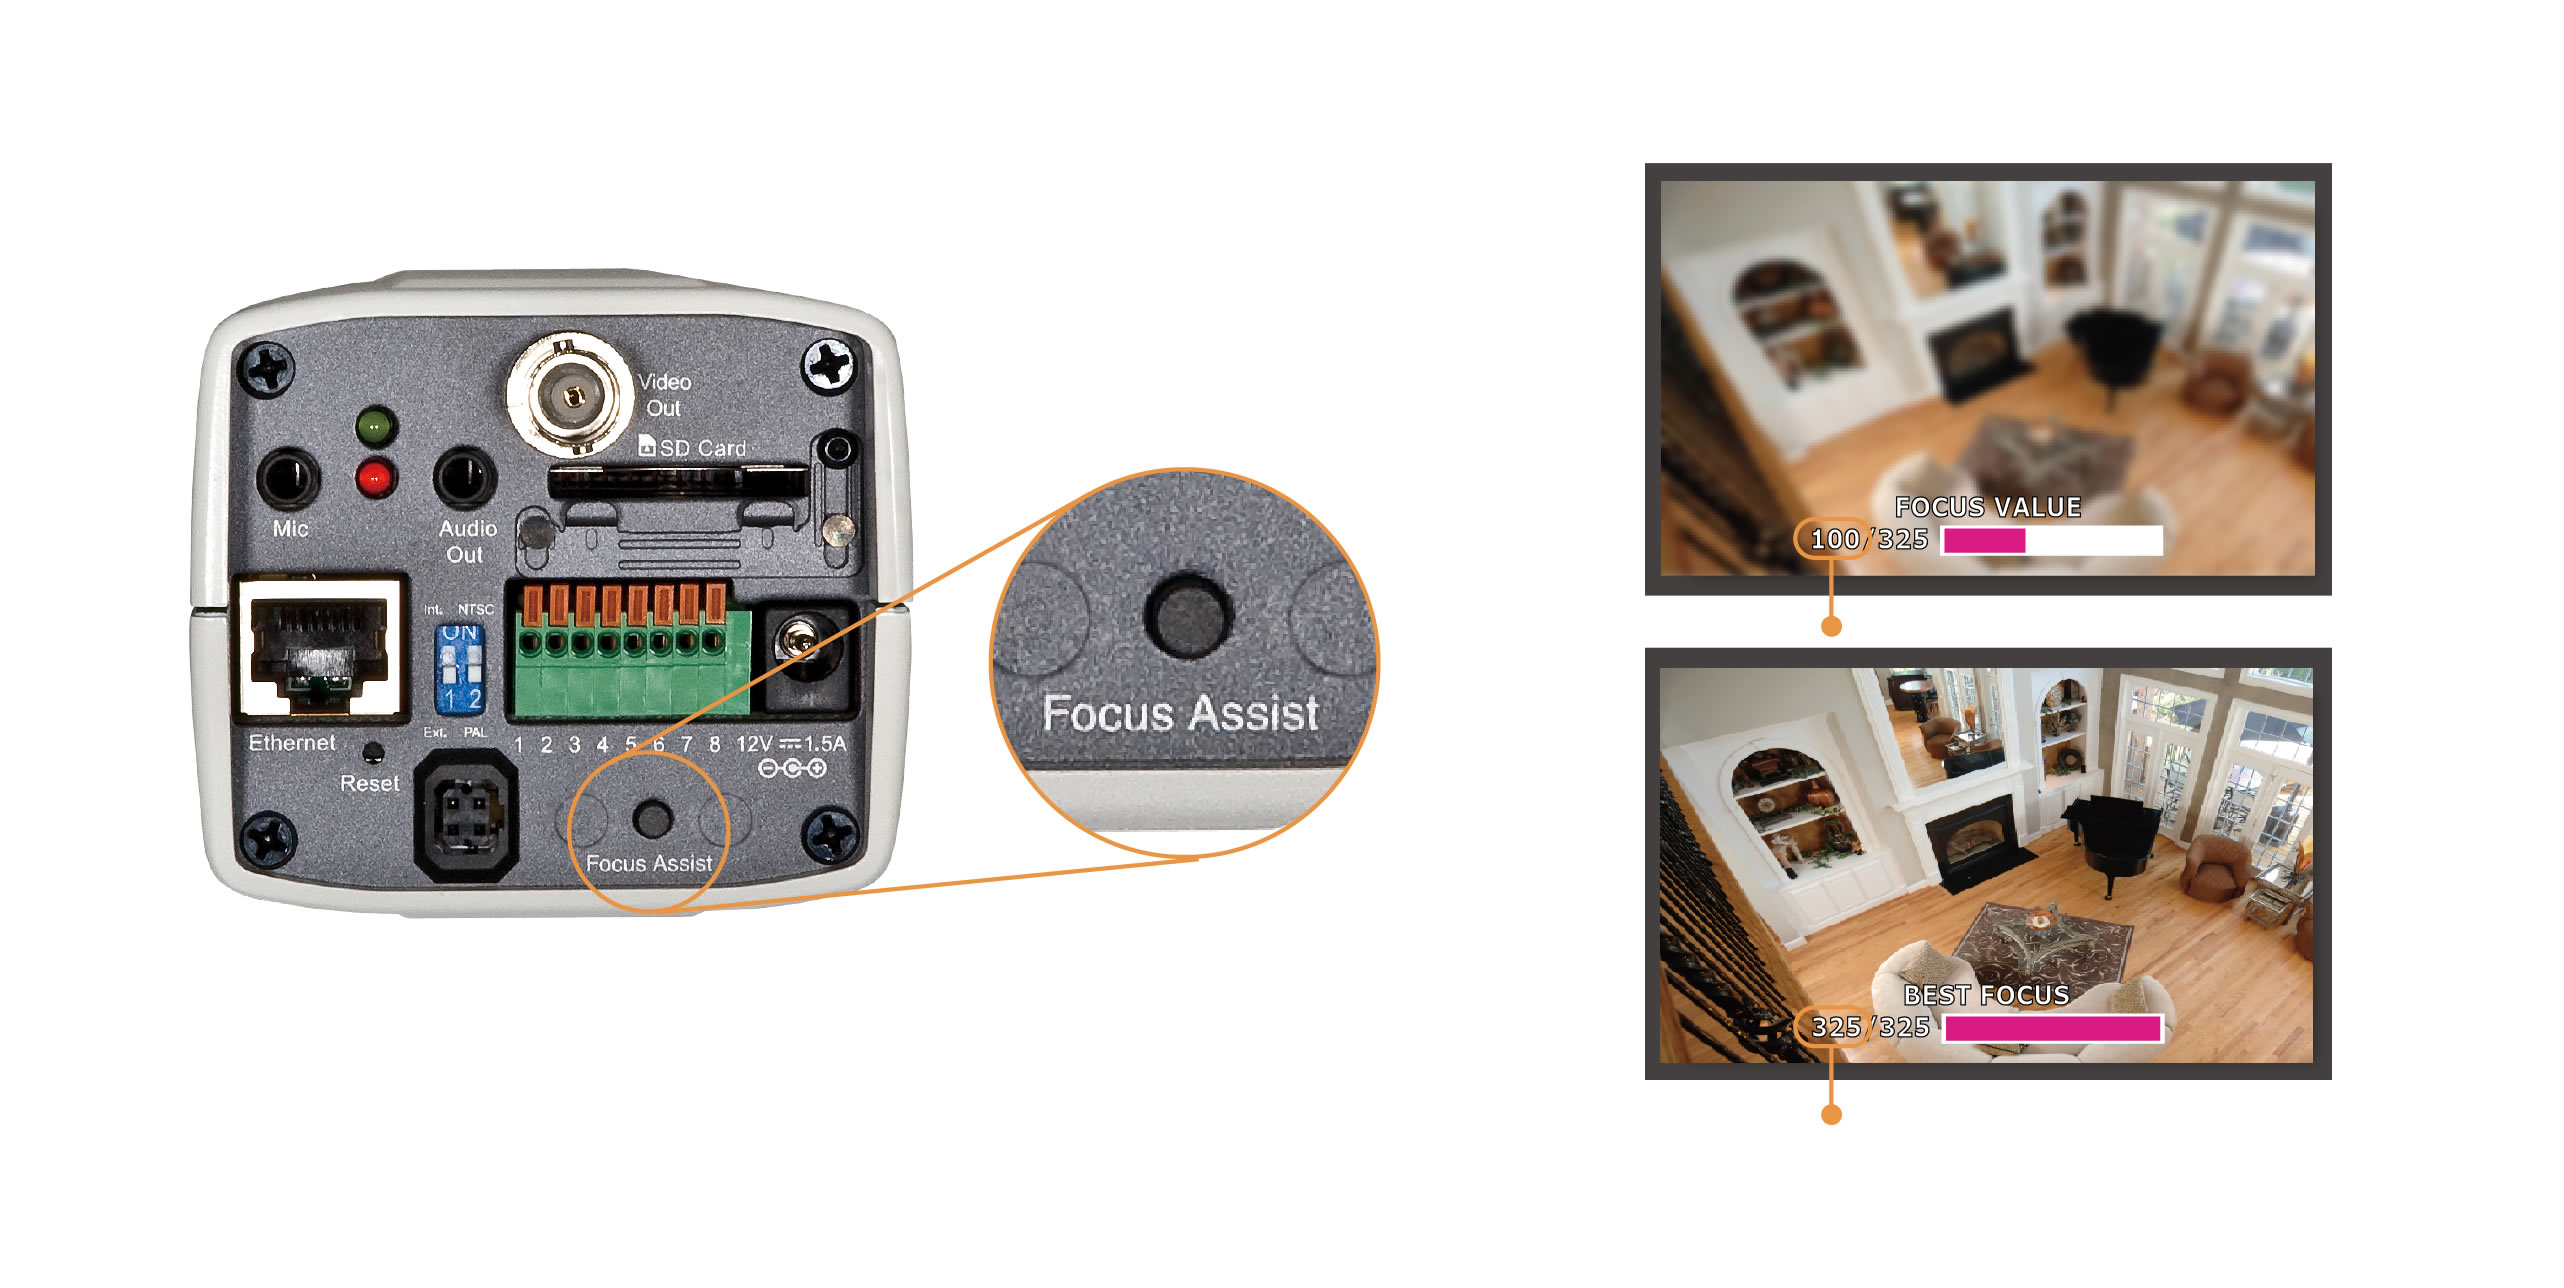 Video
Out
SD Card
Mic
Audio
Out
Int. NTSC
ON
1 2
Ext. PAL
Ethernet
Reset
1 2 3 4 5 6 7 8 12V 1.5A
Focus Assist
Focus Assist
FOCUS VALUE
100/325
BEST FOCUS
325/325